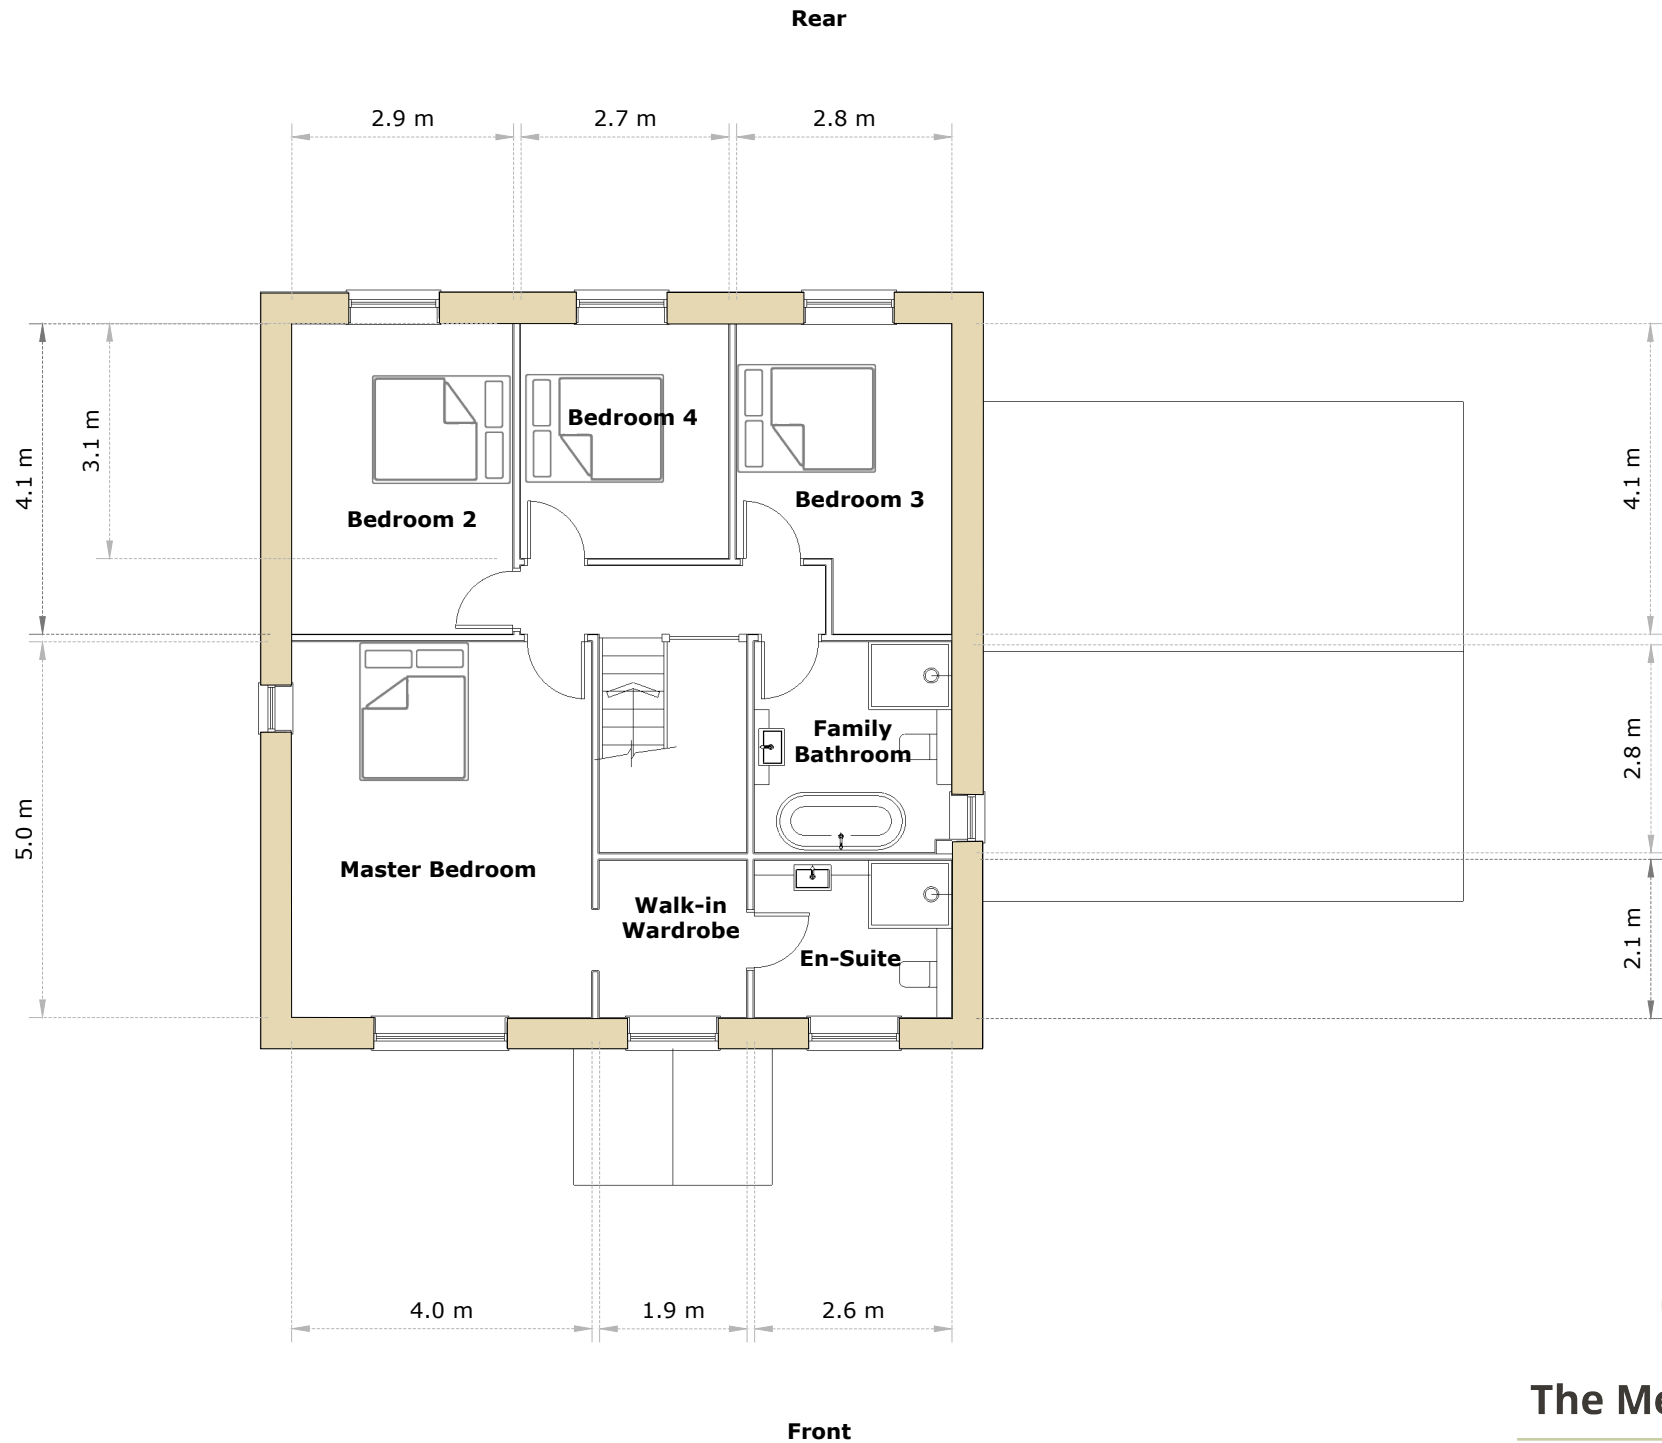 Rear
2.9 m
2.7 m
2.8 m
4.1 m
3.1 m
4.1 m
Bedroom 4
Bedroom 3
Bedroom 2
Family
Bathroom
2.8 m
5.0 m
Master Bedroom
Walk-in
Wardrobe
En-Suite
2.1 m
4.0 m
1.9 m
2.6 m
The Me
Front